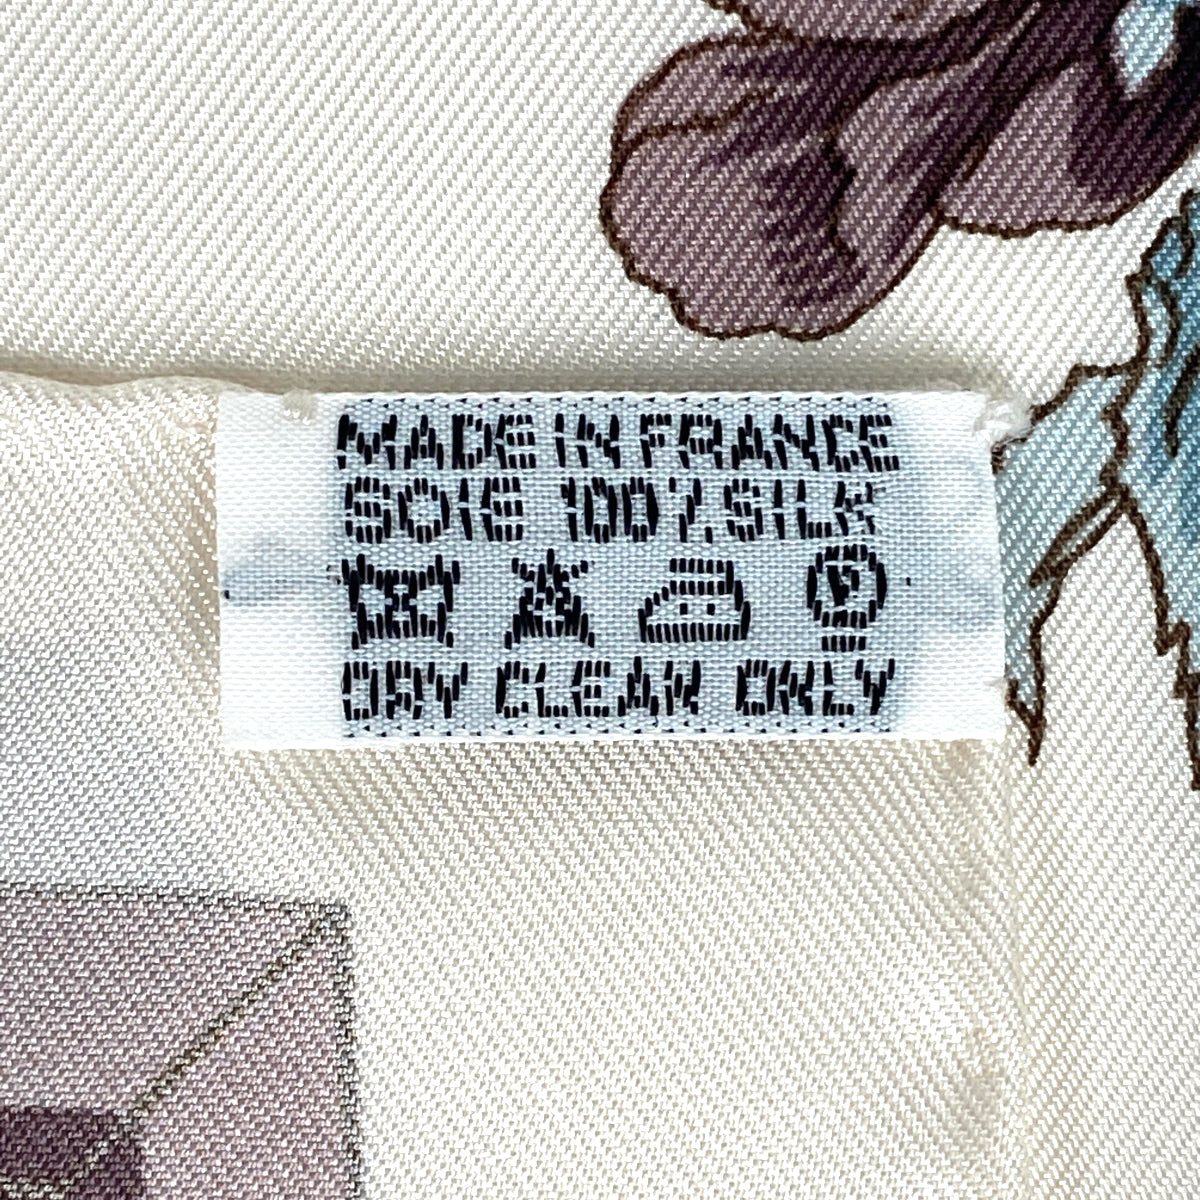 MADE IN FRANCE
SOIE 100% SILK
DRY CLEAN ONLY